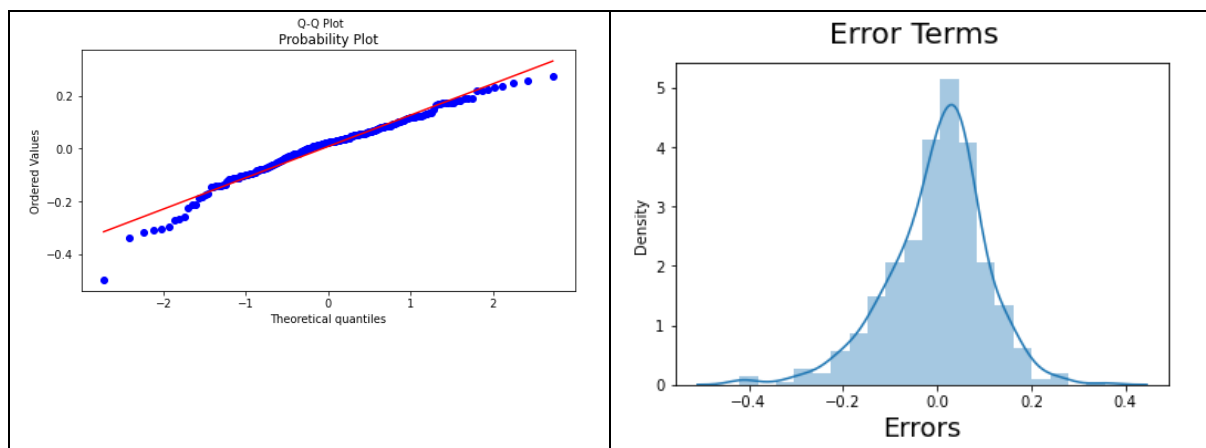 Q-Q Plot
Probability Plot
0.2
0.0
−0.2
−0.4
Ordered Values
−2
−1
0
1
2
Theoretical quantiles
Error Terms
5
4
3
2
1
0
Density
−0.4
−0.2
0.0
0.2
0.4
Errors